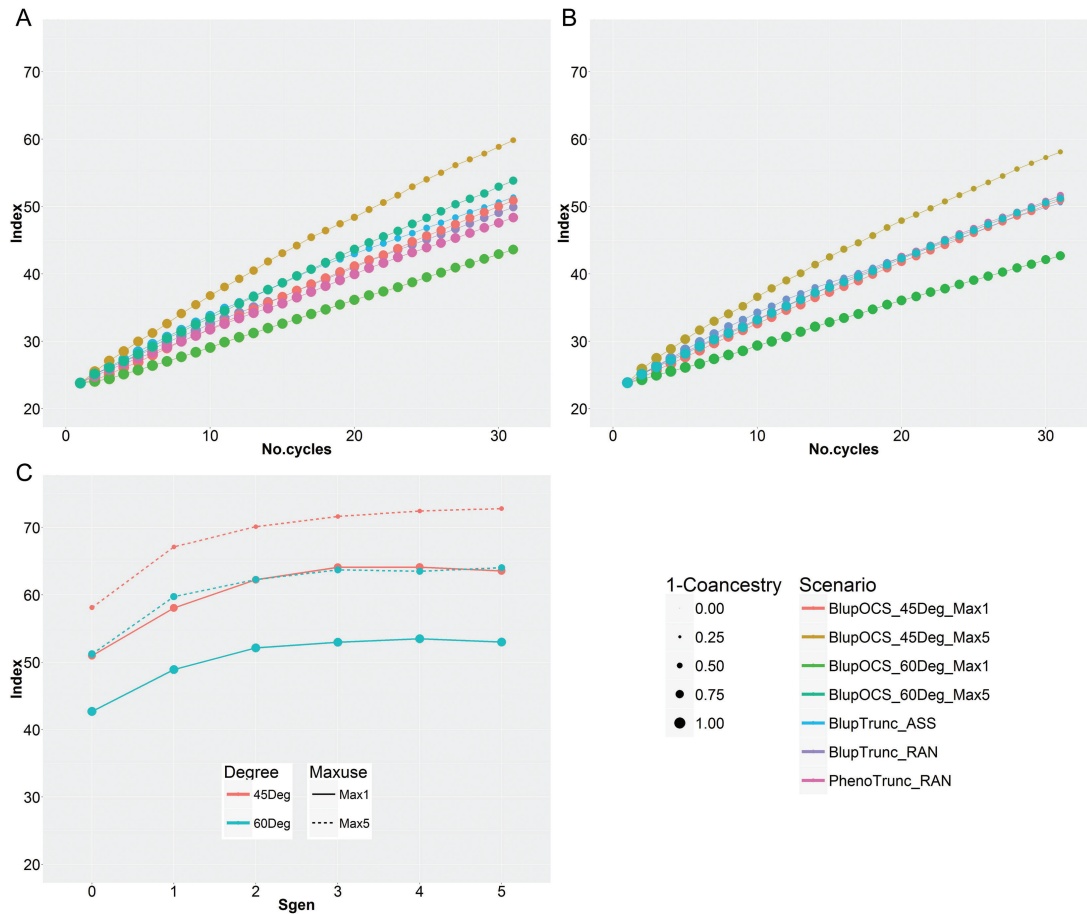 A
B
Index
70
60
50
40
30
20
0
10
20
30
No.cycles
Index
70
60
50
40
30
20
0
10
20
30
No.cycles
C
Index
70
60
50
40
30
20
0
1
2
3
4
5
Sgen
Degree
45Deg
60Deg
Maxuse
Max1
Max5
1-Coancestry
0.00
0.25
0.50
0.75
1.00
Scenario
BlupOCS_45Deg_Max1
BlupOCS_45Deg_Max5
BlupOCS_60Deg_Max1
BlupOCS_60Deg_Max5
BlupTrunc_ASS
BlupTrunc_RAN
PhenoTrunc_RAN